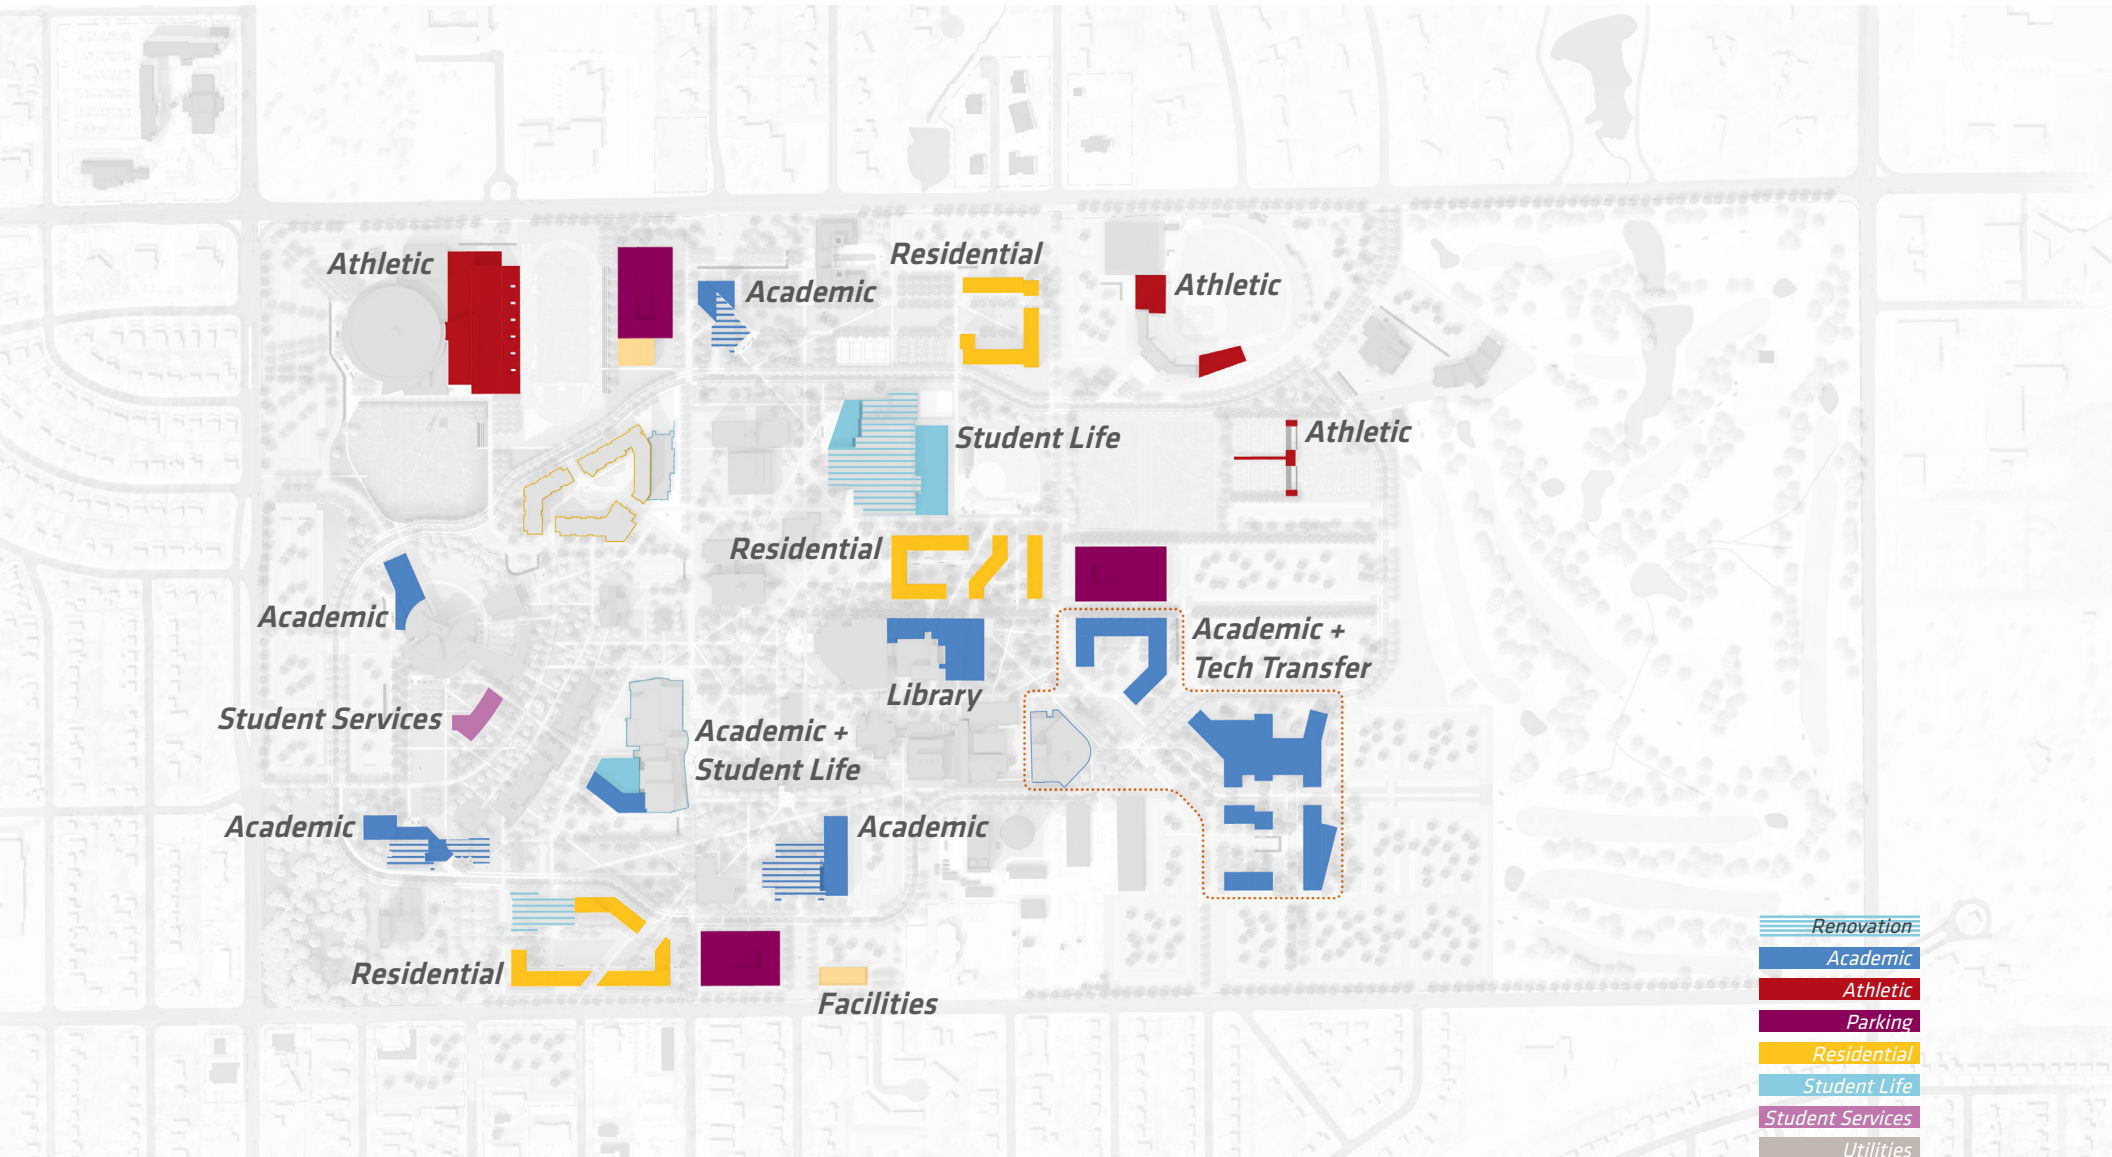 Residential
Athletic
Athletic
Academic
Athletic
Student Life
Residential
Academic
Academic +
Tech Transfer
Library
Student Services
Academic +
Student Life
Academic
Academic
Residential
Facilities
Renovation
Academic
Athletic
Parking
Residential
Student Life
Student Services
Utilities